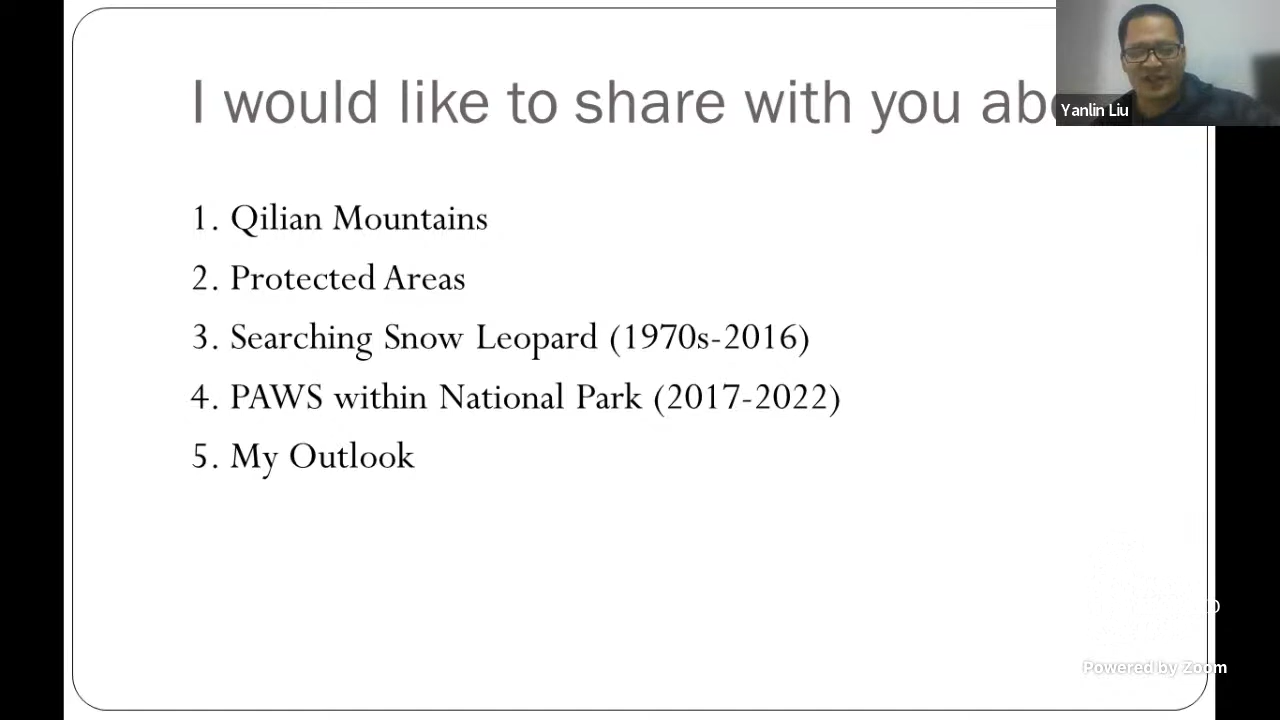 I would like to share with you
Yanlin Liu
1. Qilian Mountains
2. Protected Areas
3. Searching Snow Leopard (1970s-2016)
4. PAWS within National Park (2017-2022)
5. My Outlook
Powered by Zoom